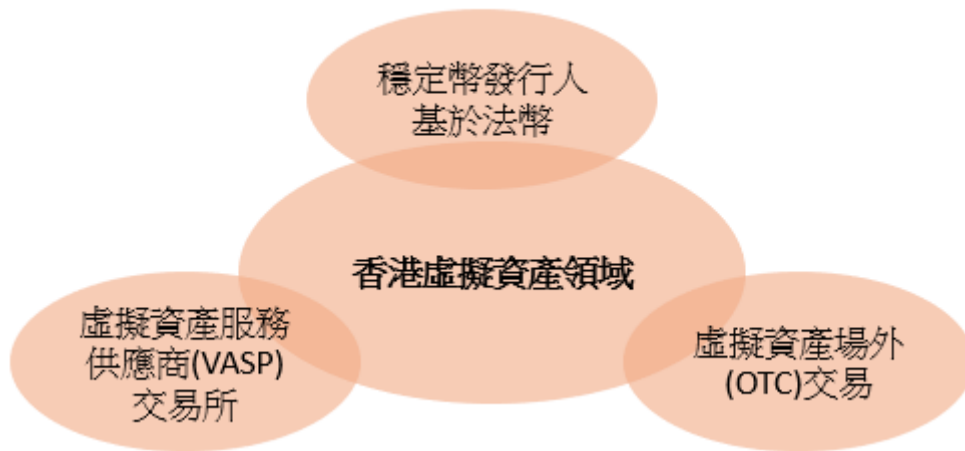 穩定幣發行人
基於法幣
香港虛擬資產領域
虛擬資產服務
供應商(VASP)
交易所
虛擬資產場外
(OTC)交易